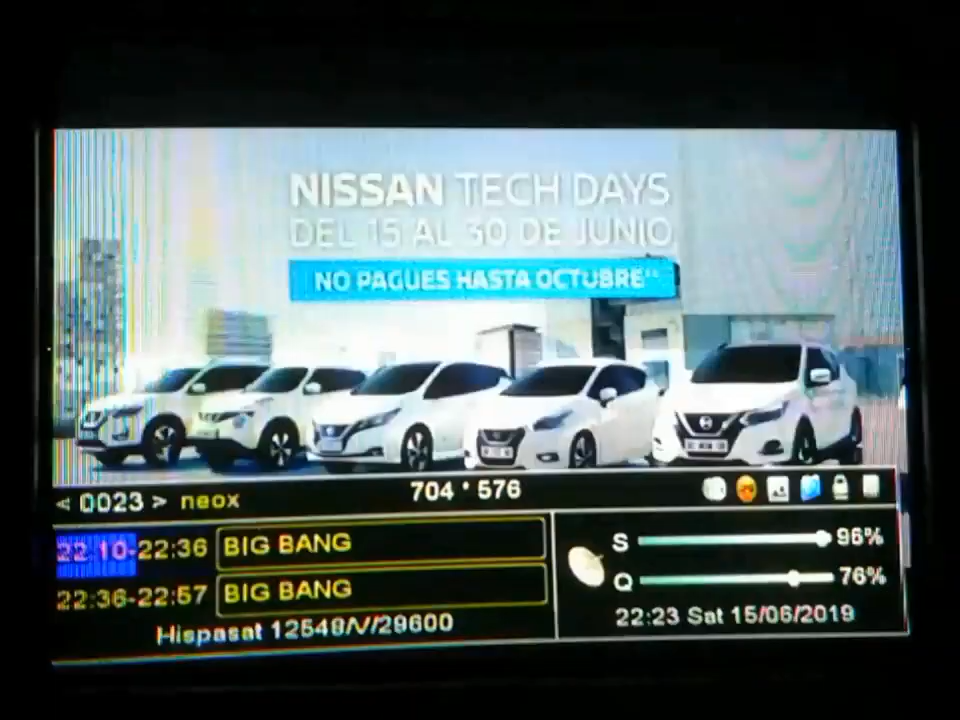 NISSAN TECH DAYS
DEL 15 AL 30 DE JUNIO
NO PAGUES HASTA OCTUBRE
< 0023 > neox
704 * 576
22:10-22:36 BIG BANG
22:36-22:57 BIG BANG
Hispasat 12548/V/29600
S 96%
Q 76%
22:23 Sat 15/06/2019